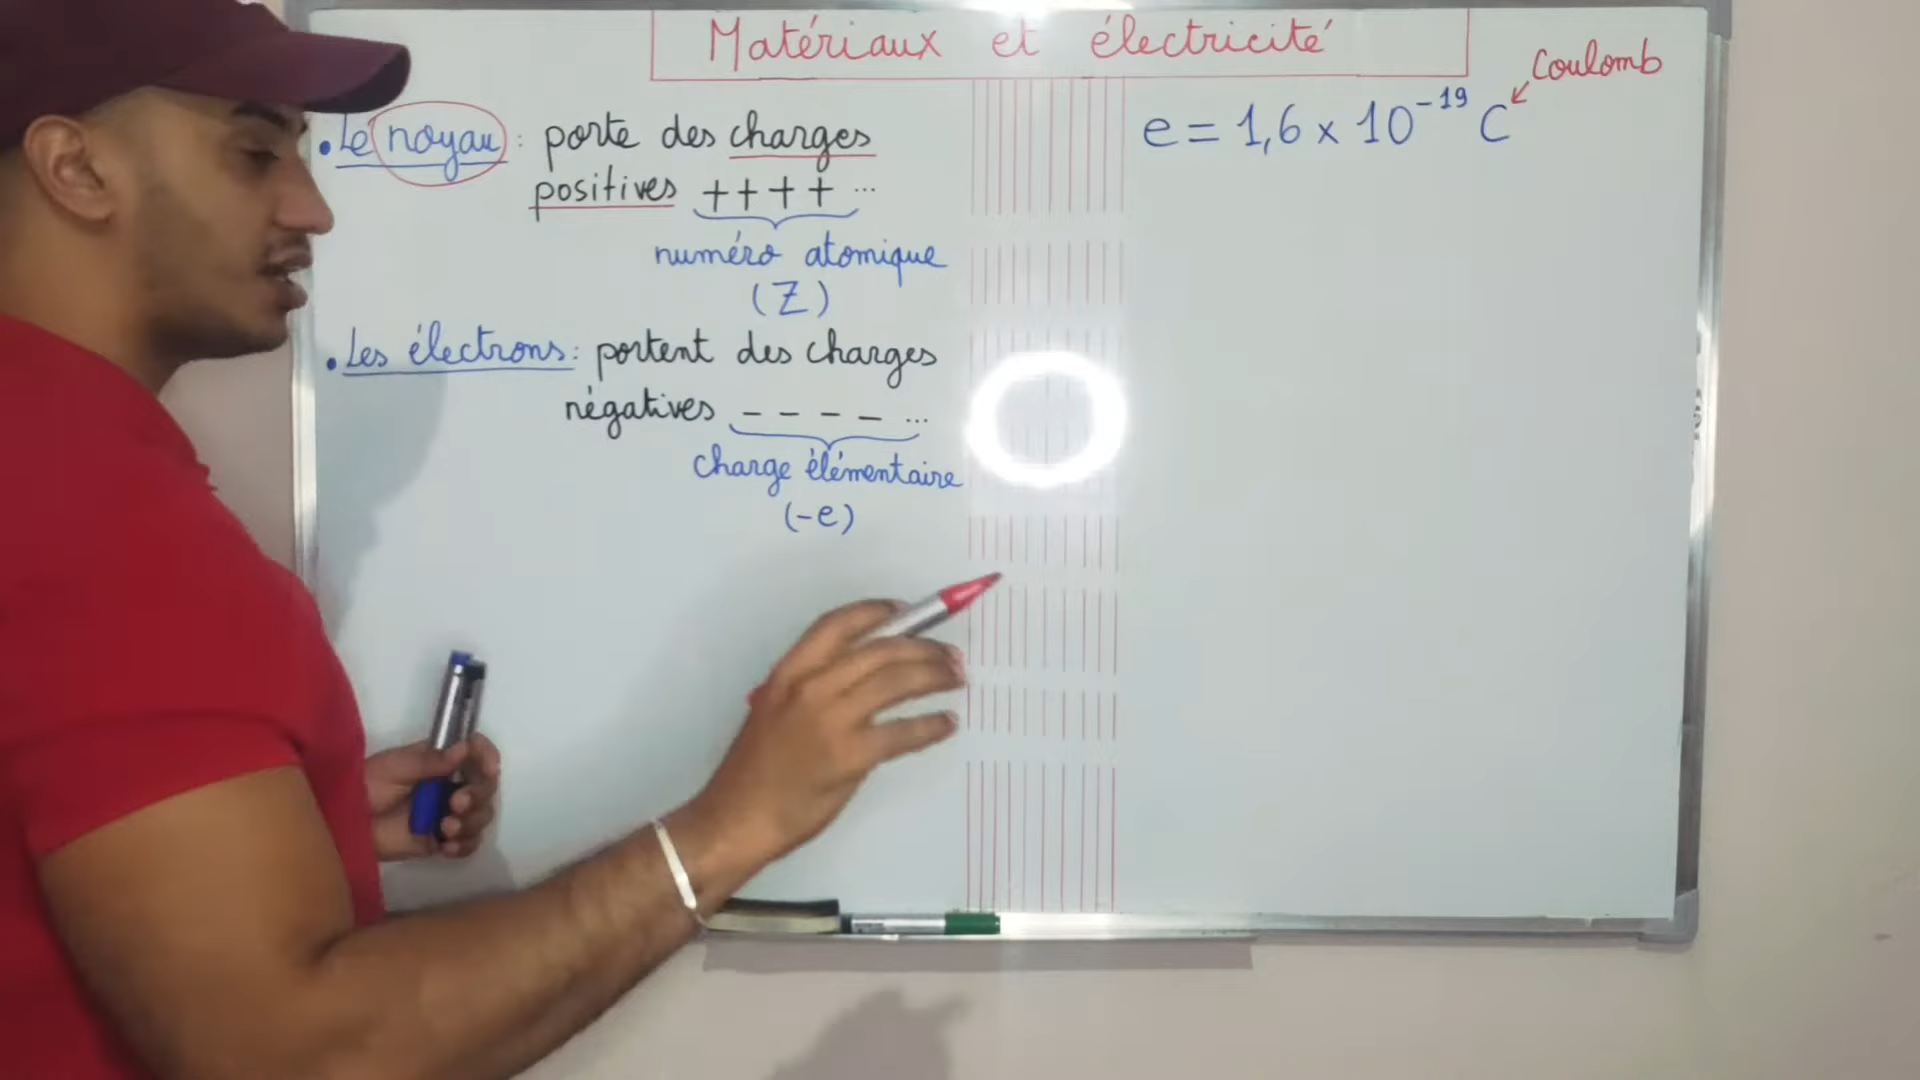 Matériaux et électricité
• Le noyau : porte des charges
positives ++++ ...
numéro atomique
(Z)
• Les électrons : portent des charges
négatives - - - - ...
charge élémentaire
(-e)
Coulomb
e = 1,6 x 10⁻¹⁹ C